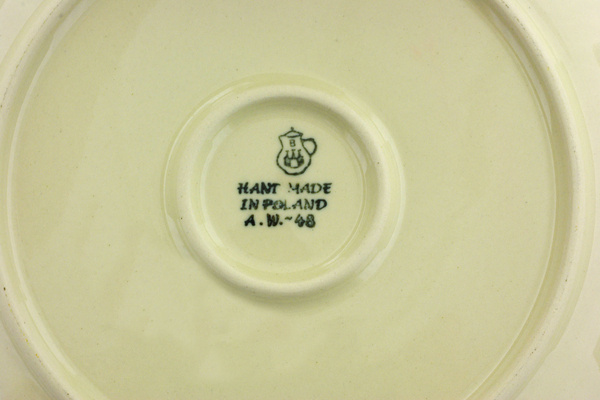 B
HANT MADE
IN POLAND
A.W.~48